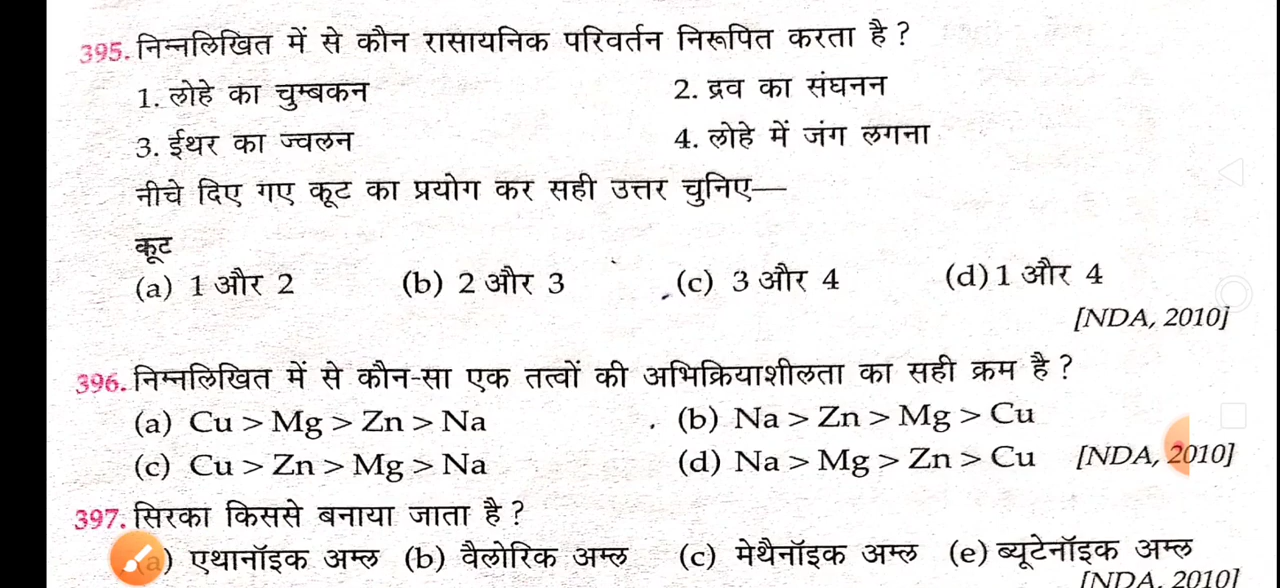 395. निम्नलिखित में से कौन रासायनिक परिवर्तन निरूपित करता है ?
1. लोहे का चुम्बकन 2. द्रव का संघनन
3. ईथर का ज्वलन 4. लोहे में जंग लगना
नीचे दिए गए कूट का प्रयोग कर सही उत्तर चुनिए—
कूट
(a) 1 और 2 (b) 2 और 3 (c) 3 और 4 (d) 1 और 4
[NDA, 2010]
396. निम्नलिखित में से कौन-सा एक तत्वों की अभिक्रियाशीलता का सही क्रम है ?
(a) Cu > Mg > Zn > Na (b) Na > Zn > Mg > Cu
(c) Cu > Zn > Mg > Na (d) Na > Mg > Zn > Cu [NDA, 2010]
397. सिरका किससे बनाया जाता है ?
a) एथानॉइक अम्ल (b) वैलोरिक अम्ल (c) मेथैनॉइक अम्ल (e) ब्यूटेनॉइक अम्ल
[NDA, 2010]